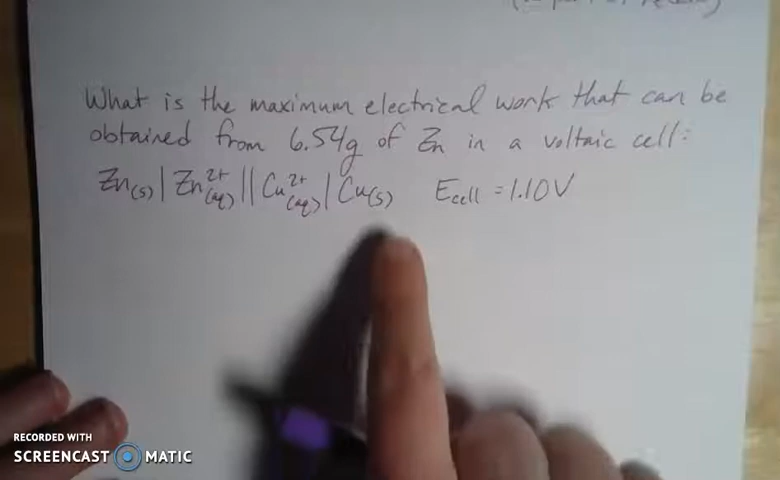 What is the maximum electrical work that can be
obtained from 6.54g of Zn in a voltaic cell:
Zn(s) | Zn²⁺(aq) || Cu²⁺(aq) | Cu(s) Ecell = 1.10V
RECORDED WITH
SCREENCAST MATIC